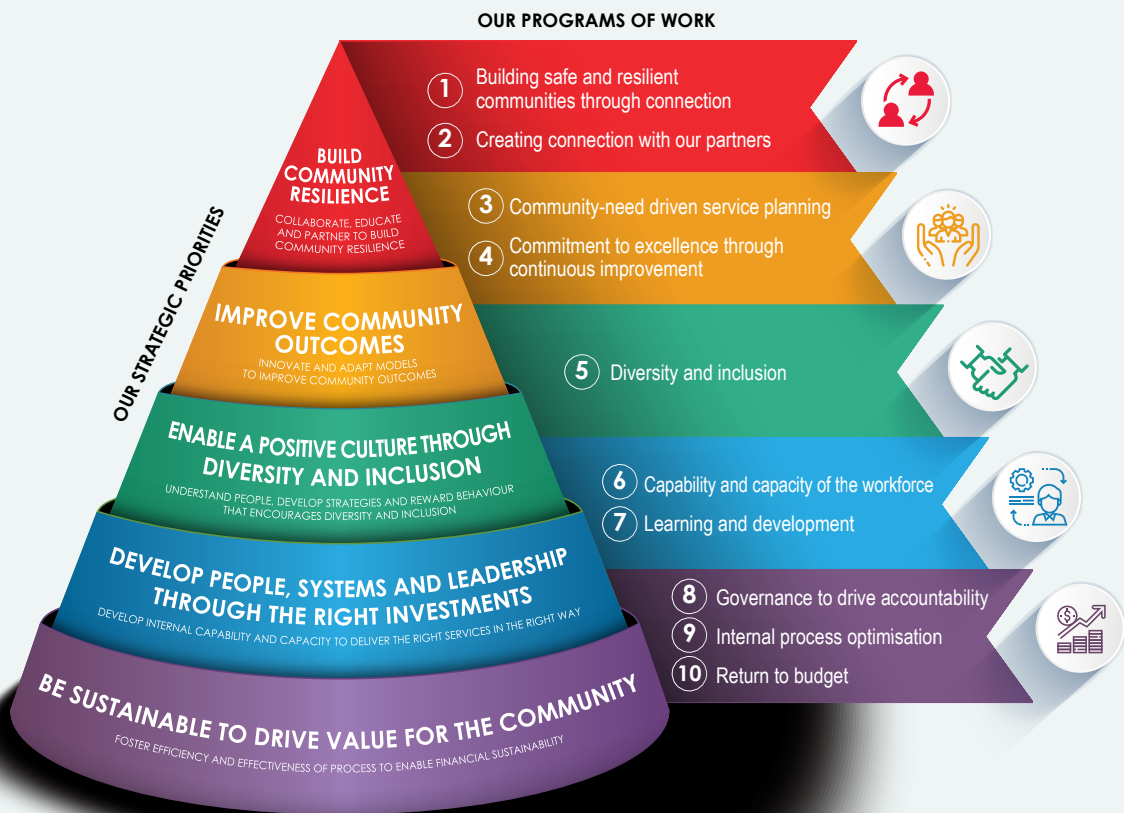 OUR PROGRAMS OF WORK
OUR STRATEGIC PRIORITIES
BUILD
COMMUNITY
RESILIENCE
COLLABORATE, EDUCATE
AND PARTNER TO BUILD
COMMUNITY RESILIENCE
1 Building safe and resilient
communities through connection
2 Creating connection with our partners
IMPROVE COMMUNITY
OUTCOMES
INNOVATE AND ADAPT MODELS
TO IMPROVE COMMUNITY OUTCOMES
3 Community-need driven service planning
4 Commitment to excellence through
continuous improvement
ENABLE A POSITIVE CULTURE THROUGH
DIVERSITY AND INCLUSION
UNDERSTAND PEOPLE, DEVELOP STRATEGIES AND REWARD BEHAVIOUR
THAT ENCOURAGES DIVERSITY AND INCLUSION
5 Diversity and inclusion
DEVELOP PEOPLE, SYSTEMS AND LEADERSHIP
THROUGH THE RIGHT INVESTMENTS
DEVELOP INTERNAL CAPABILITY AND CAPACITY TO DELIVER THE RIGHT SERVICES IN THE RIGHT WAY
6 Capability and capacity of the workforce
7 Learning and development
BE SUSTAINABLE TO DRIVE VALUE FOR THE COMMUNITY
FOSTER EFFICIENCY AND EFFECTIVENESS OF PROCESS TO ENABLE FINANCIAL SUSTAINABILITY
8 Governance to drive accountability
9 Internal process optimisation
10 Return to budget
$